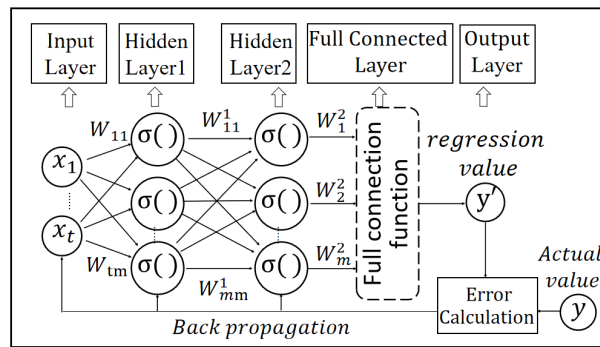 Input
Layer
Hidden
Layer1
Hidden
Layer2
Full Connected
Layer
Output
Layer
W₁₁
W¹₁₁
W²₁
x₁
σ( )
σ( )
regression
value
σ( )
σ( )
W²₂
Full connection
function
y′
xₜ
Wₜₘ
σ( )
W¹ₘₘ
σ( )
W²ₘ
Actual
value
Error
Calculation
y
Back propagation